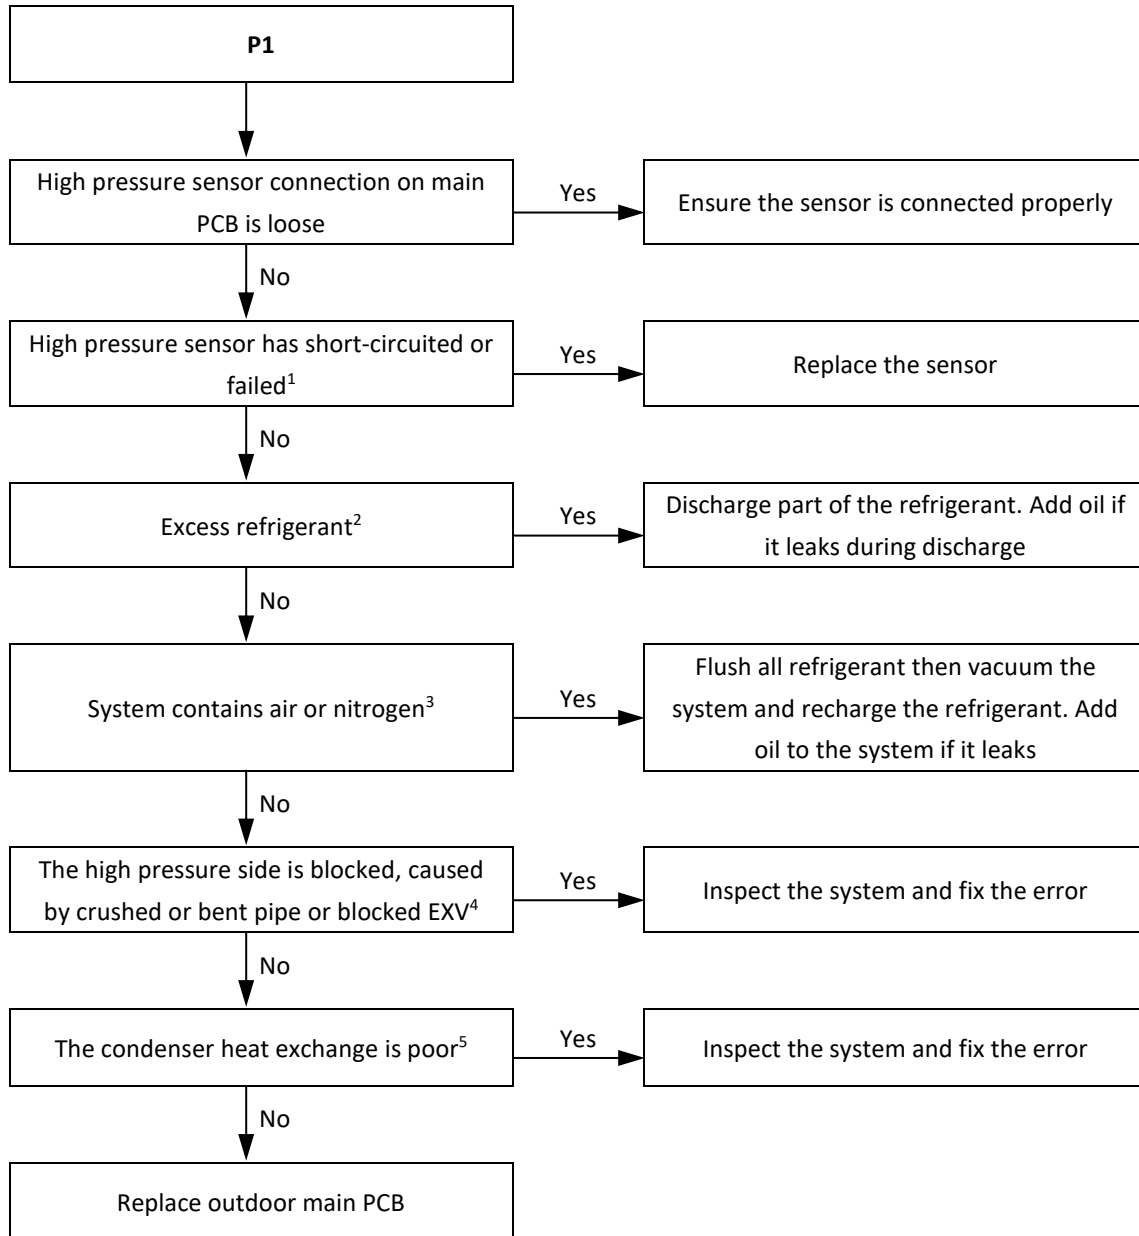 P1
High pressure sensor connection on main
PCB is loose
Yes
Ensure the sensor is connected properly
No
High pressure sensor has short-circuited or
failed1
Yes
Replace the sensor
No
Excess refrigerant2
Yes
Discharge part of the refrigerant. Add oil if
it leaks during discharge
No
System contains air or nitrogen3
Yes
Flush all refrigerant then vacuum the
system and recharge the refrigerant. Add
oil to the system if it leaks
No
The high pressure side is blocked, caused
by crushed or bent pipe or blocked EXV4
Yes
Inspect the system and fix the error
No
The condenser heat exchange is poor5
Yes
Inspect the system and fix the error
No
Replace outdoor main PCB